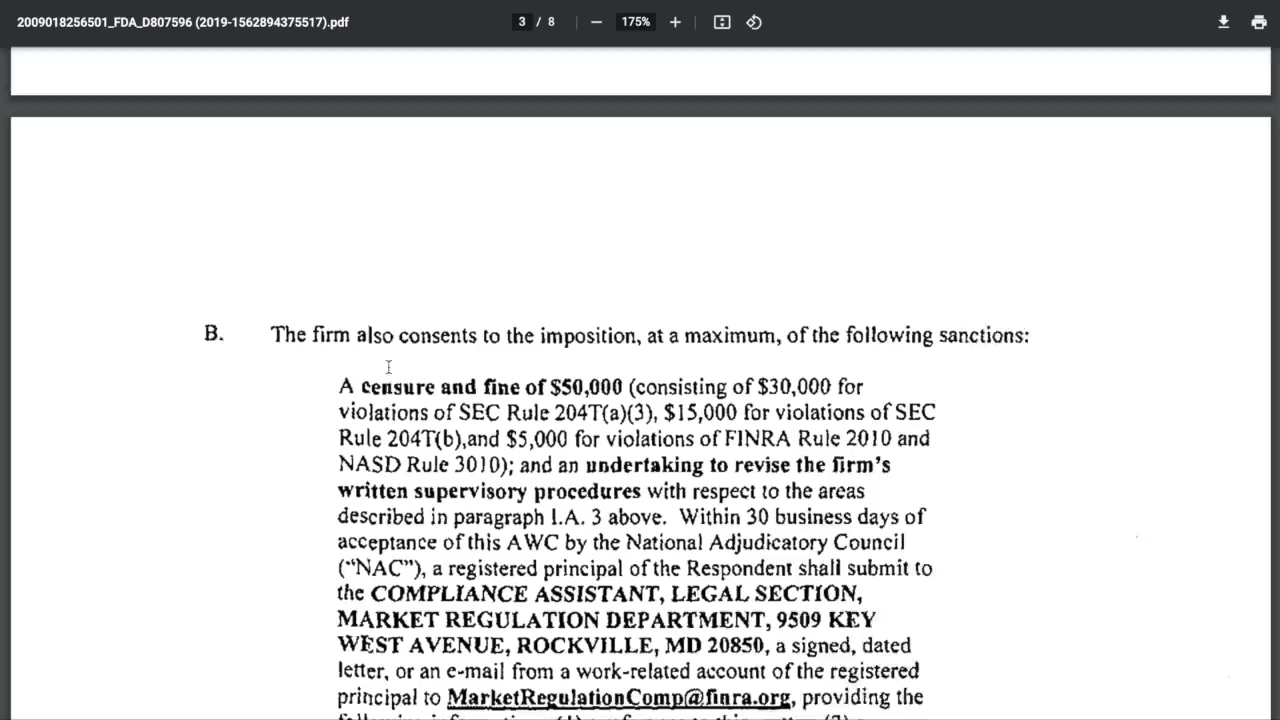 2009018256501_FDA_D807596 (2019-1562894375517).pdf
3 / 8
175%
B. The firm also consents to the imposition, at a maximum, of the following sanctions:
A censure and fine of $50,000 (consisting of $30,000 for
violations of SEC Rule 204T(a)(3), $15,000 for violations of SEC
Rule 204T(b),and $5,000 for violations of FINRA Rule 2010 and
NASD Rule 3010); and an undertaking to revise the firm's
written supervisory procedures with respect to the areas
described in paragraph I.A. 3 above. Within 30 business days of
acceptance of this AWC by the National Adjudicatory Council
("NAC"), a registered principal of the Respondent shall submit to
the COMPLIANCE ASSISTANT, LEGAL SECTION,
MARKET REGULATION DEPARTMENT, 9509 KEY
WEST AVENUE, ROCKVILLE, MD 20850, a signed, dated
letter, or an e-mail from a work-related account of the registered
principal to MarketRegulationComp@finra.org, providing the